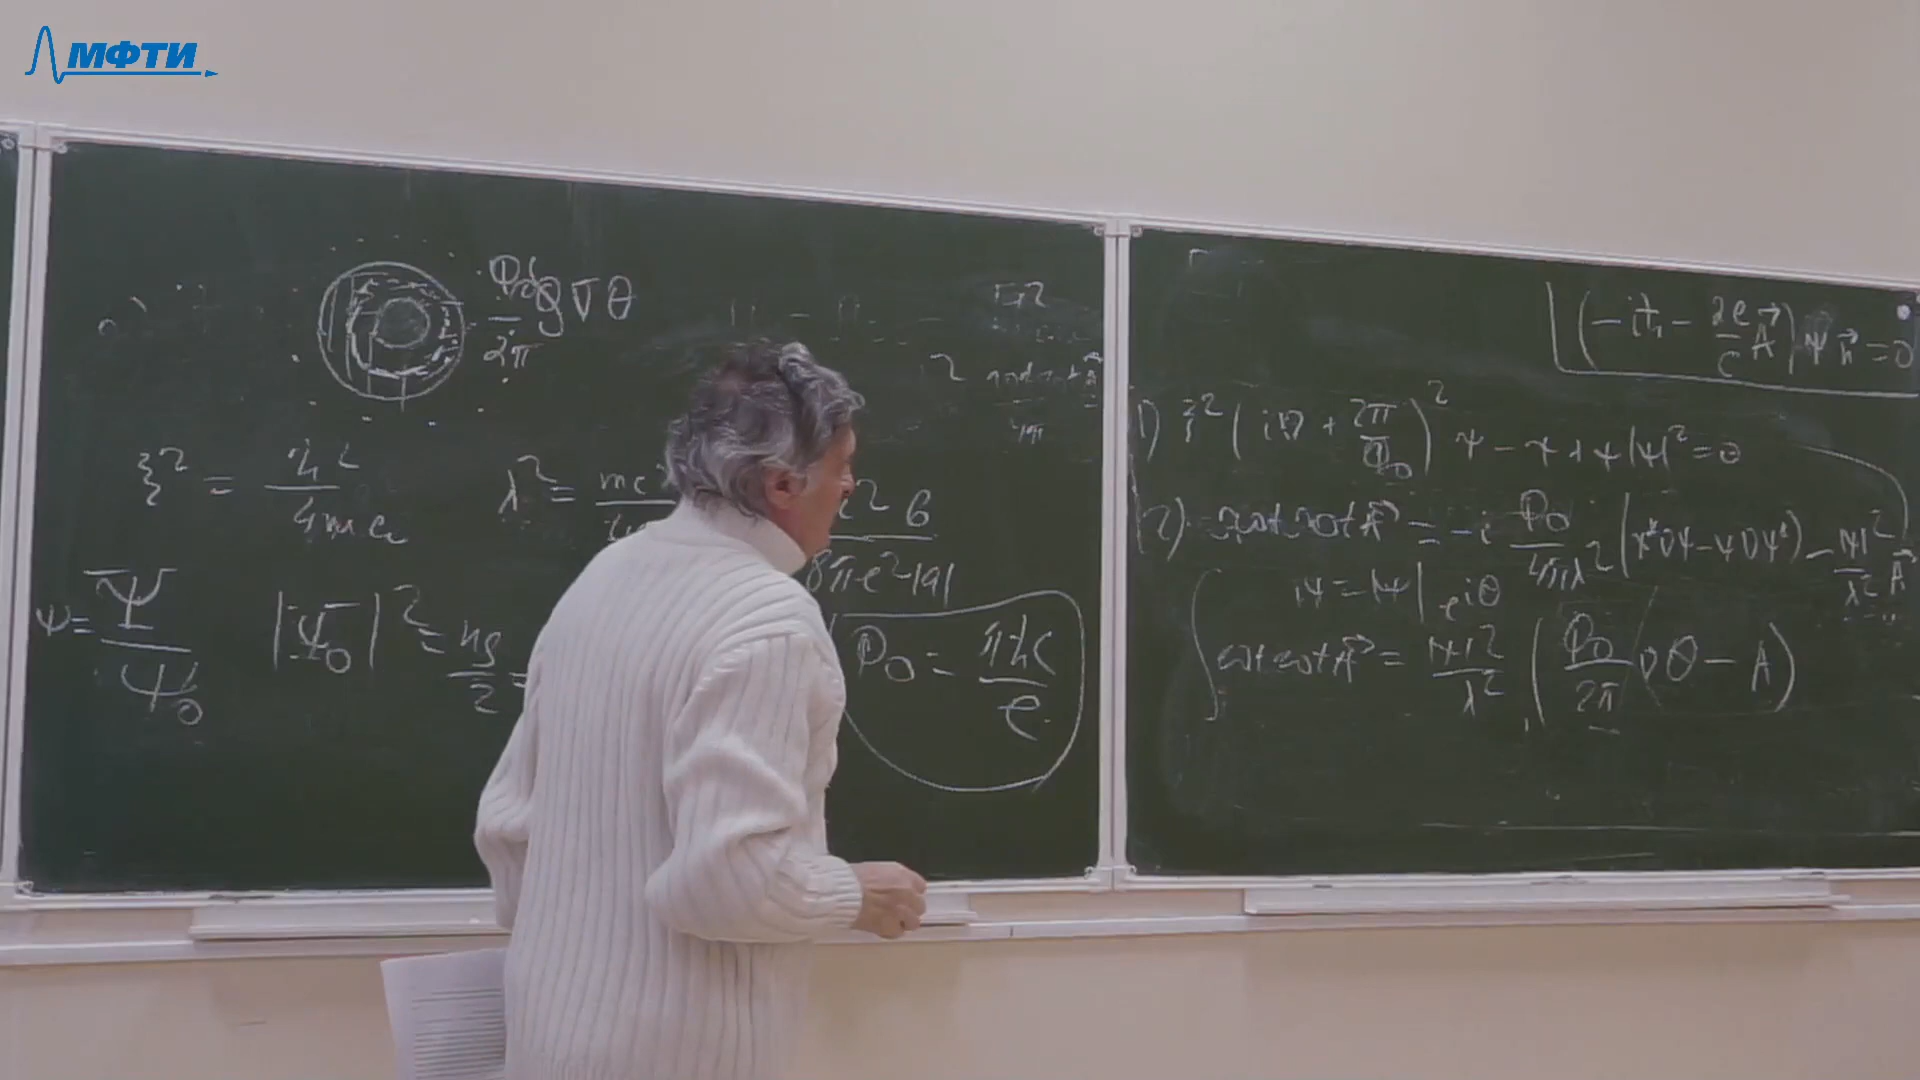 МФТИ
Φ₀/2π ∮∇θ
ξ² = ħ²/4mα
λ² = mc
ψ = Ψ/Ψ₀
|Ψ₀|² = ns/2 =
8πe²|a|
Φ₀ = πħc/e
(-iħ - 2e/c A⃗) Ψ n⃗ = 0
1) ξ² (i∇ + 2π/Φ₀)² ψ - ψ + ψ|ψ|² = 0
2) rot rot A⃗ = -i Φ₀/4πλ² (ψ*∇ψ - ψ∇ψ*) - |ψ|²/λ² A⃗
ψ = |ψ| e^{iθ}
rot rot A⃗ = |ψ|²/λ² (Φ₀/2π ∇θ - A)